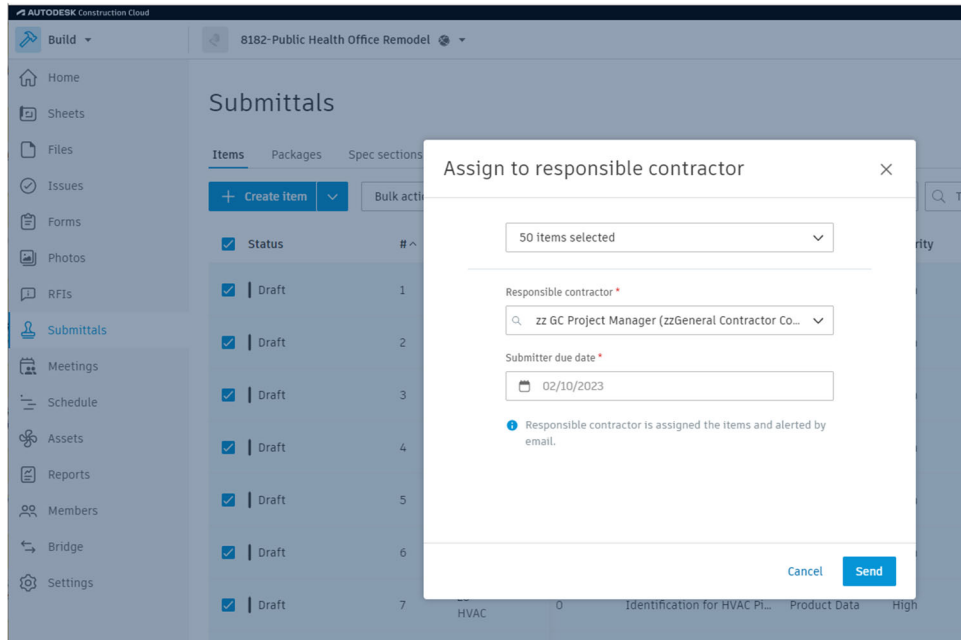 AUTODESK Construction Cloud
Build
8182-Public Health Office Remodel
Home
Sheets
Files
Issues
Forms
Photos
RFIs
Submittals
Meetings
Schedule
Assets
Reports
Members
Bridge
Settings
Submittals
Items Packages Spec sections
Create item
Status #
Draft 1
Draft 2
Draft 3
Draft 4
Draft 5
Draft 6
Draft 7 HVAC 0 Identification for HVAC Pi... Product Data High
Assign to responsible contractor
50 items selected
Responsible contractor *
zz GC Project Manager (zzGeneral Contractor Co...
Submitter due date *
02/10/2023
Responsible contractor is assigned the items and alerted by
email.
Cancel Send